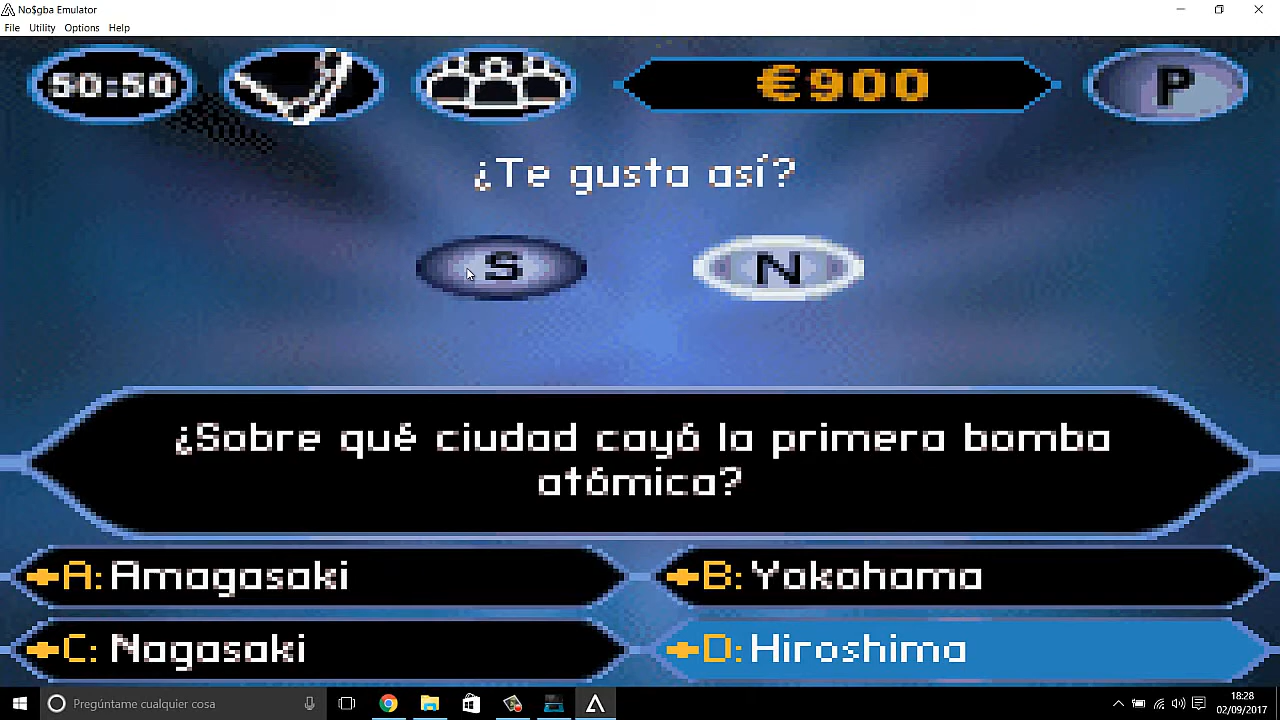 No$gba Emulator
File Utility Options Help
50:50
€900
P
¿Te gusta así?
S N
¿Sobre qué ciudad cayó la primera bomba
atómica?
A: Amagasaki
B: Yokohama
C: Nagasaki
D: Hiroshima
Pregúntame cualquier cosa
18:28
02/09/2017